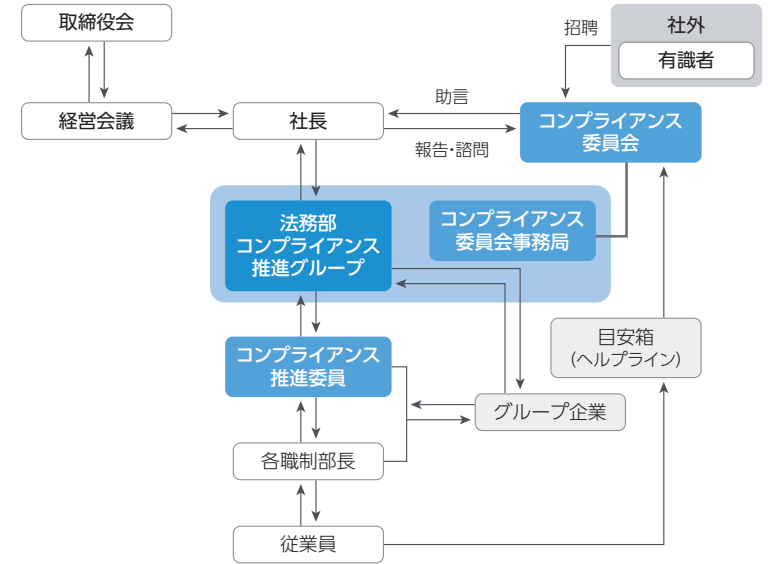 取締役会
招聘
社外
有識者
経営会議
社長
助言
報告・諮問
コンプライアンス
委員会
法務部
コンプライアンス
推進グループ
コンプライアンス
委員会事務局
コンプライアンス
推進委員
目安箱
(ヘルプライン)
グループ企業
各職制部長
従業員